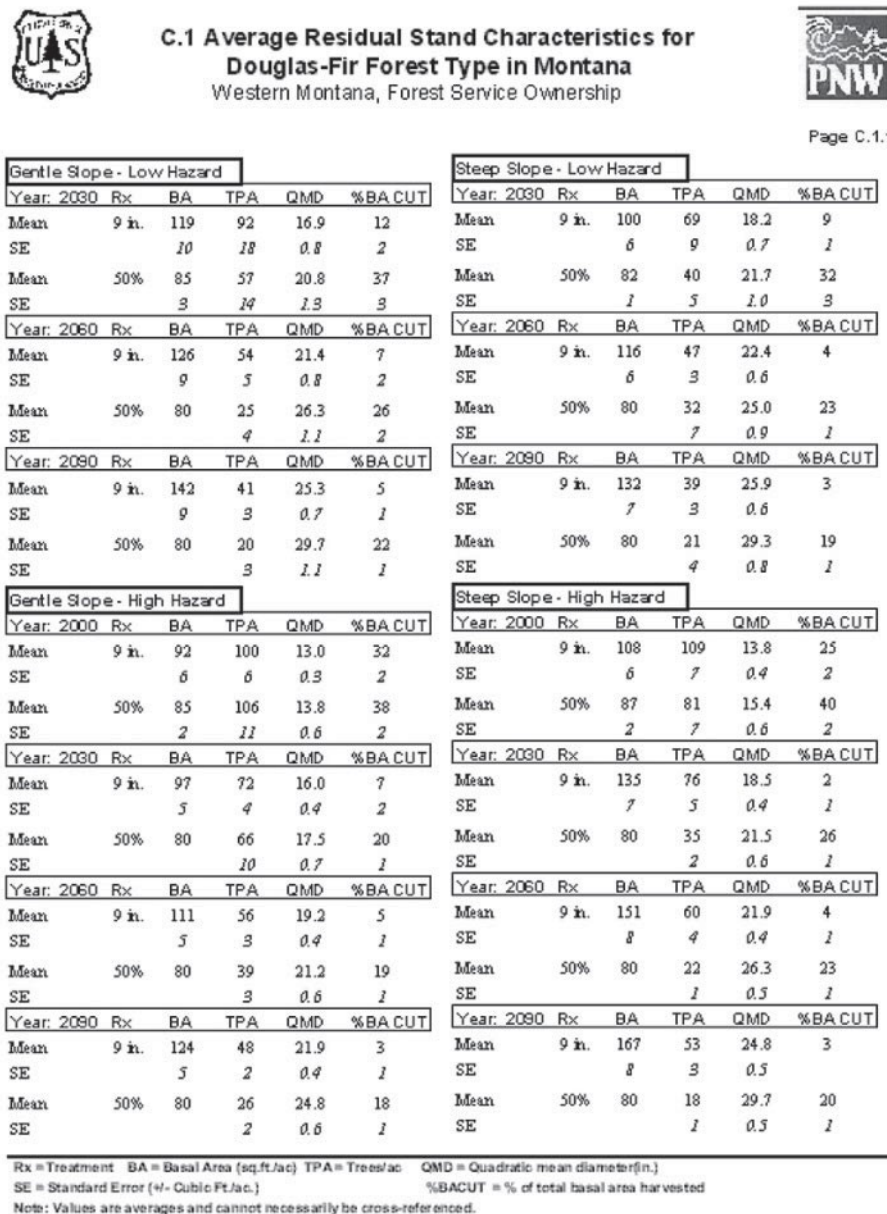 U S
C.1 Average Residual Stand Characteristics for
Douglas-Fir Forest Type in Montana
Western Montana, Forest Service Ownership
PNW
Page C.1.
Gentle Slope - Low Hazard
Year: 2030 Rx BA TPA QMD %BA CUT
Mean 9 in. 119 92 16.9 12
SE 10 18 0.8 2
Mean 50% 85 57 20.8 37
SE 3 14 1.3 3
Year: 2060 Rx BA TPA QMD %BA CUT
Mean 9 in. 126 54 21.4 7
SE 9 5 0.8 2
Mean 50% 80 25 26.3 26
SE 4 1.1 2
Year: 2090 Rx BA TPA QMD %BA CUT
Mean 9 in. 142 41 25.3 5
SE 9 3 0.7 1
Mean 50% 80 20 29.7 22
SE 3 1.1 1
Gentle Slope - High Hazard
Year: 2000 Rx BA TPA QMD %BA CUT
Mean 9 in. 92 100 13.0 32
SE 6 6 0.3 2
Mean 50% 85 106 13.8 38
SE 2 11 0.6 2
Year: 2030 Rx BA TPA QMD %BA CUT
Mean 9 in. 97 72 16.0 7
SE 5 4 0.4 2
Mean 50% 80 66 17.5 20
SE 10 0.7 1
Year: 2060 Rx BA TPA QMD %BA CUT
Mean 9 in. 111 56 19.2 5
SE 5 3 0.4 1
Mean 50% 80 39 21.2 19
SE 3 0.6 1
Year: 2090 Rx BA TPA QMD %BA CUT
Mean 9 in. 124 48 21.9 3
SE 5 2 0.4 1
Mean 50% 80 26 24.8 18
SE 2 0.6 1
Steep Slope - Low Hazard
Year: 2030 Rx BA TPA QMD %BA CUT
Mean 9 in. 100 69 18.2 9
SE 6 9 0.7 1
Mean 50% 82 40 21.7 32
SE 1 5 1.0 3
Year: 2060 Rx BA TPA QMD %BA CUT
Mean 9 in. 116 47 22.4 4
SE 6 3 0.6
Mean 50% 80 32 25.0 23
SE 7 0.9 1
Year: 2090 Rx BA TPA QMD %BA CUT
Mean 9 in. 132 39 25.9 3
SE 7 3 0.6
Mean 50% 80 21 29.3 19
SE 4 0.8 1
Steep Slope - High Hazard
Year: 2000 Rx BA TPA QMD %BA CUT
Mean 9 in. 108 109 13.8 25
SE 6 7 0.4 2
Mean 50% 87 81 15.4 40
SE 2 7 0.6 2
Year: 2030 Rx BA TPA QMD %BA CUT
Mean 9 in. 135 76 18.5 2
SE 7 5 0.4 1
Mean 50% 80 35 21.5 26
SE 2 0.6 1
Year: 2060 Rx BA TPA QMD %BA CUT
Mean 9 in. 151 60 21.9 4
SE 8 4 0.4 1
Mean 50% 80 22 26.3 23
SE 1 0.5 1
Year: 2090 Rx BA TPA QMD %BA CUT
Mean 9 in. 167 53 24.8 3
SE 8 3 0.5
Mean 50% 80 18 29.7 20
SE 1 0.5 1
Rx = Treatment BA = Basal Area (sq.ft./ac) TPA = Trees/ac QMD = Quadratic mean diameter(in.)
SE = Standard Error (+/- Cubic Ft./ac.) %BACUT = % of total basal area harvested
Note: Values are averages and cannot necessarily be cross-referenced.